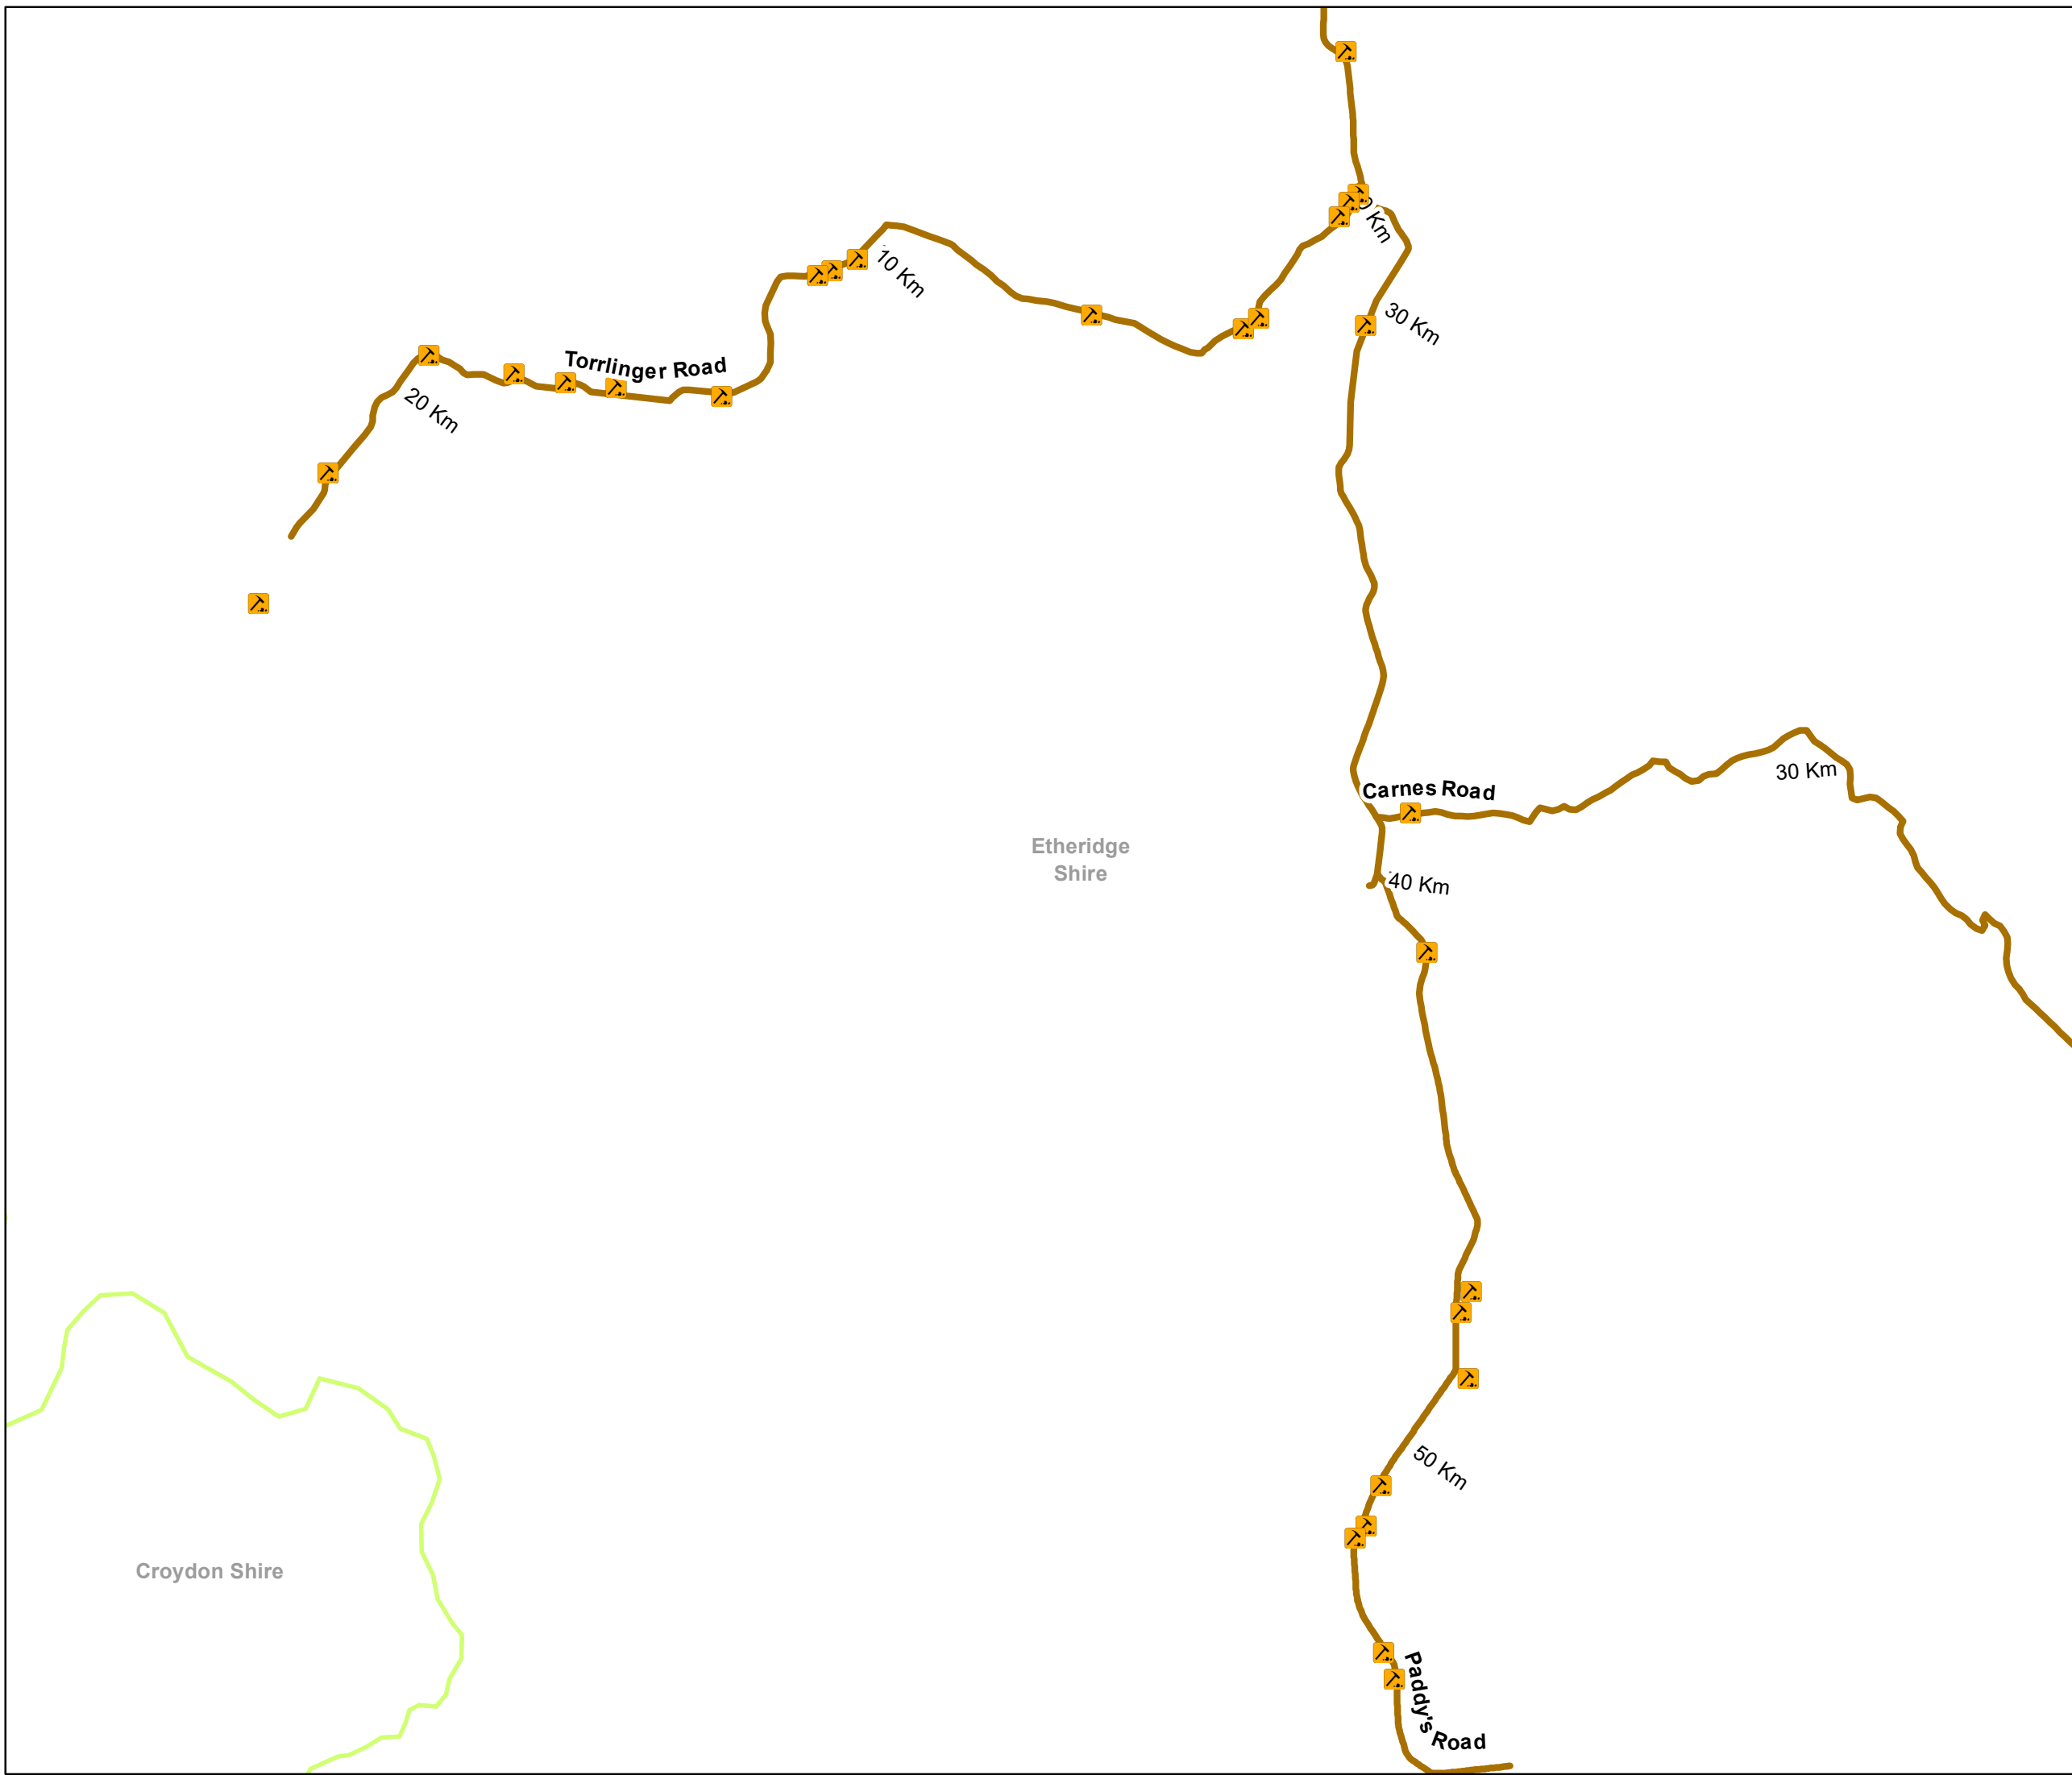 0 Km
10 Km
30 Km
Torrlinger Road
20 Km
30 Km
Carnes Road
Etheridge
Shire
40 Km
50 Km
Croydon Shire
Paddy's Road